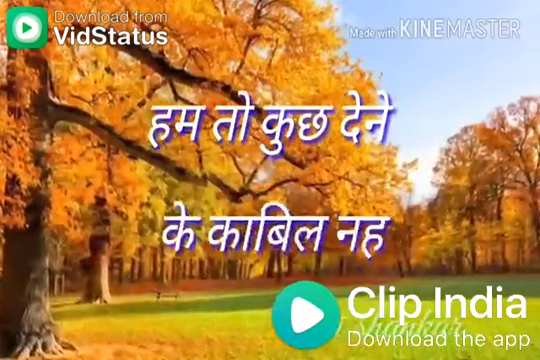 Download from
VidStatus
Made with KINEMASTER
हम तो कुछ देने
के काबिल नह
Clip India
Download the app